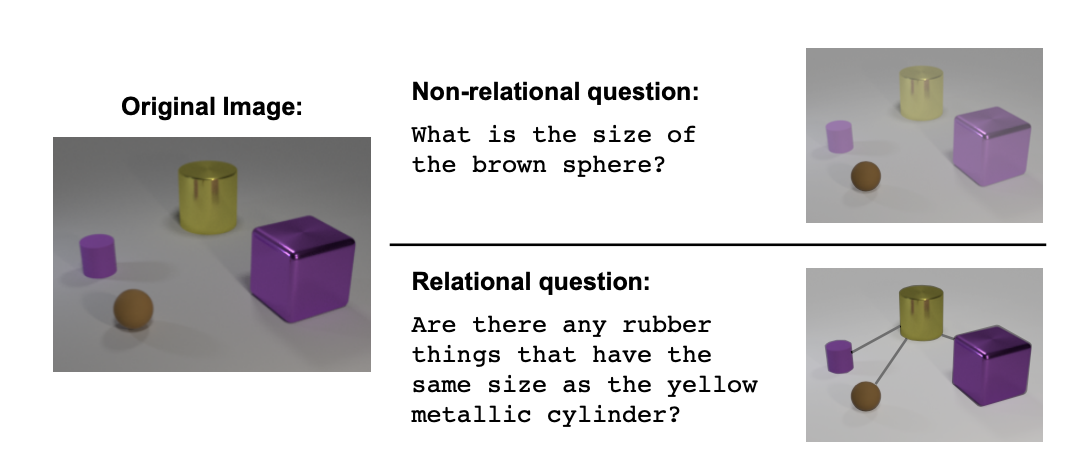 Original Image:
Non-relational question:
What is the size of
the brown sphere?
Relational question:
Are there any rubber
things that have the
same size as the yellow
metallic cylinder?